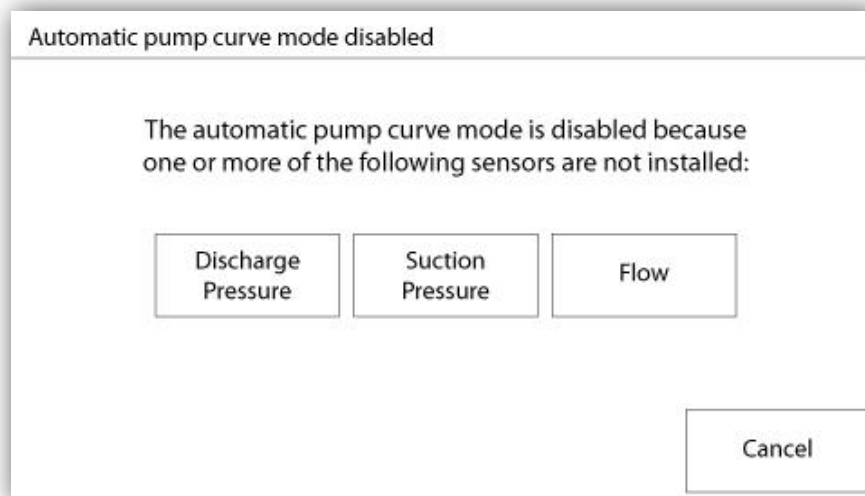 Automatic pump curve mode disabled
The automatic pump curve mode is disabled because
one or more of the following sensors are not installed:
Discharge
Pressure
Suction
Pressure
Flow
Cancel